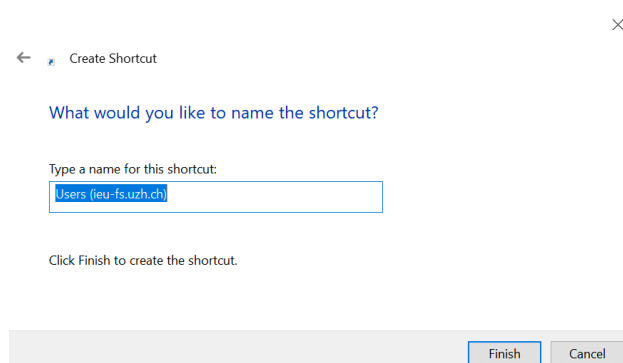 Create Shortcut
What would you like to name the shortcut?
Type a name for this shortcut:
Users (ieu-fs.uzh.ch)
Click Finish to create the shortcut.
Finish
Cancel